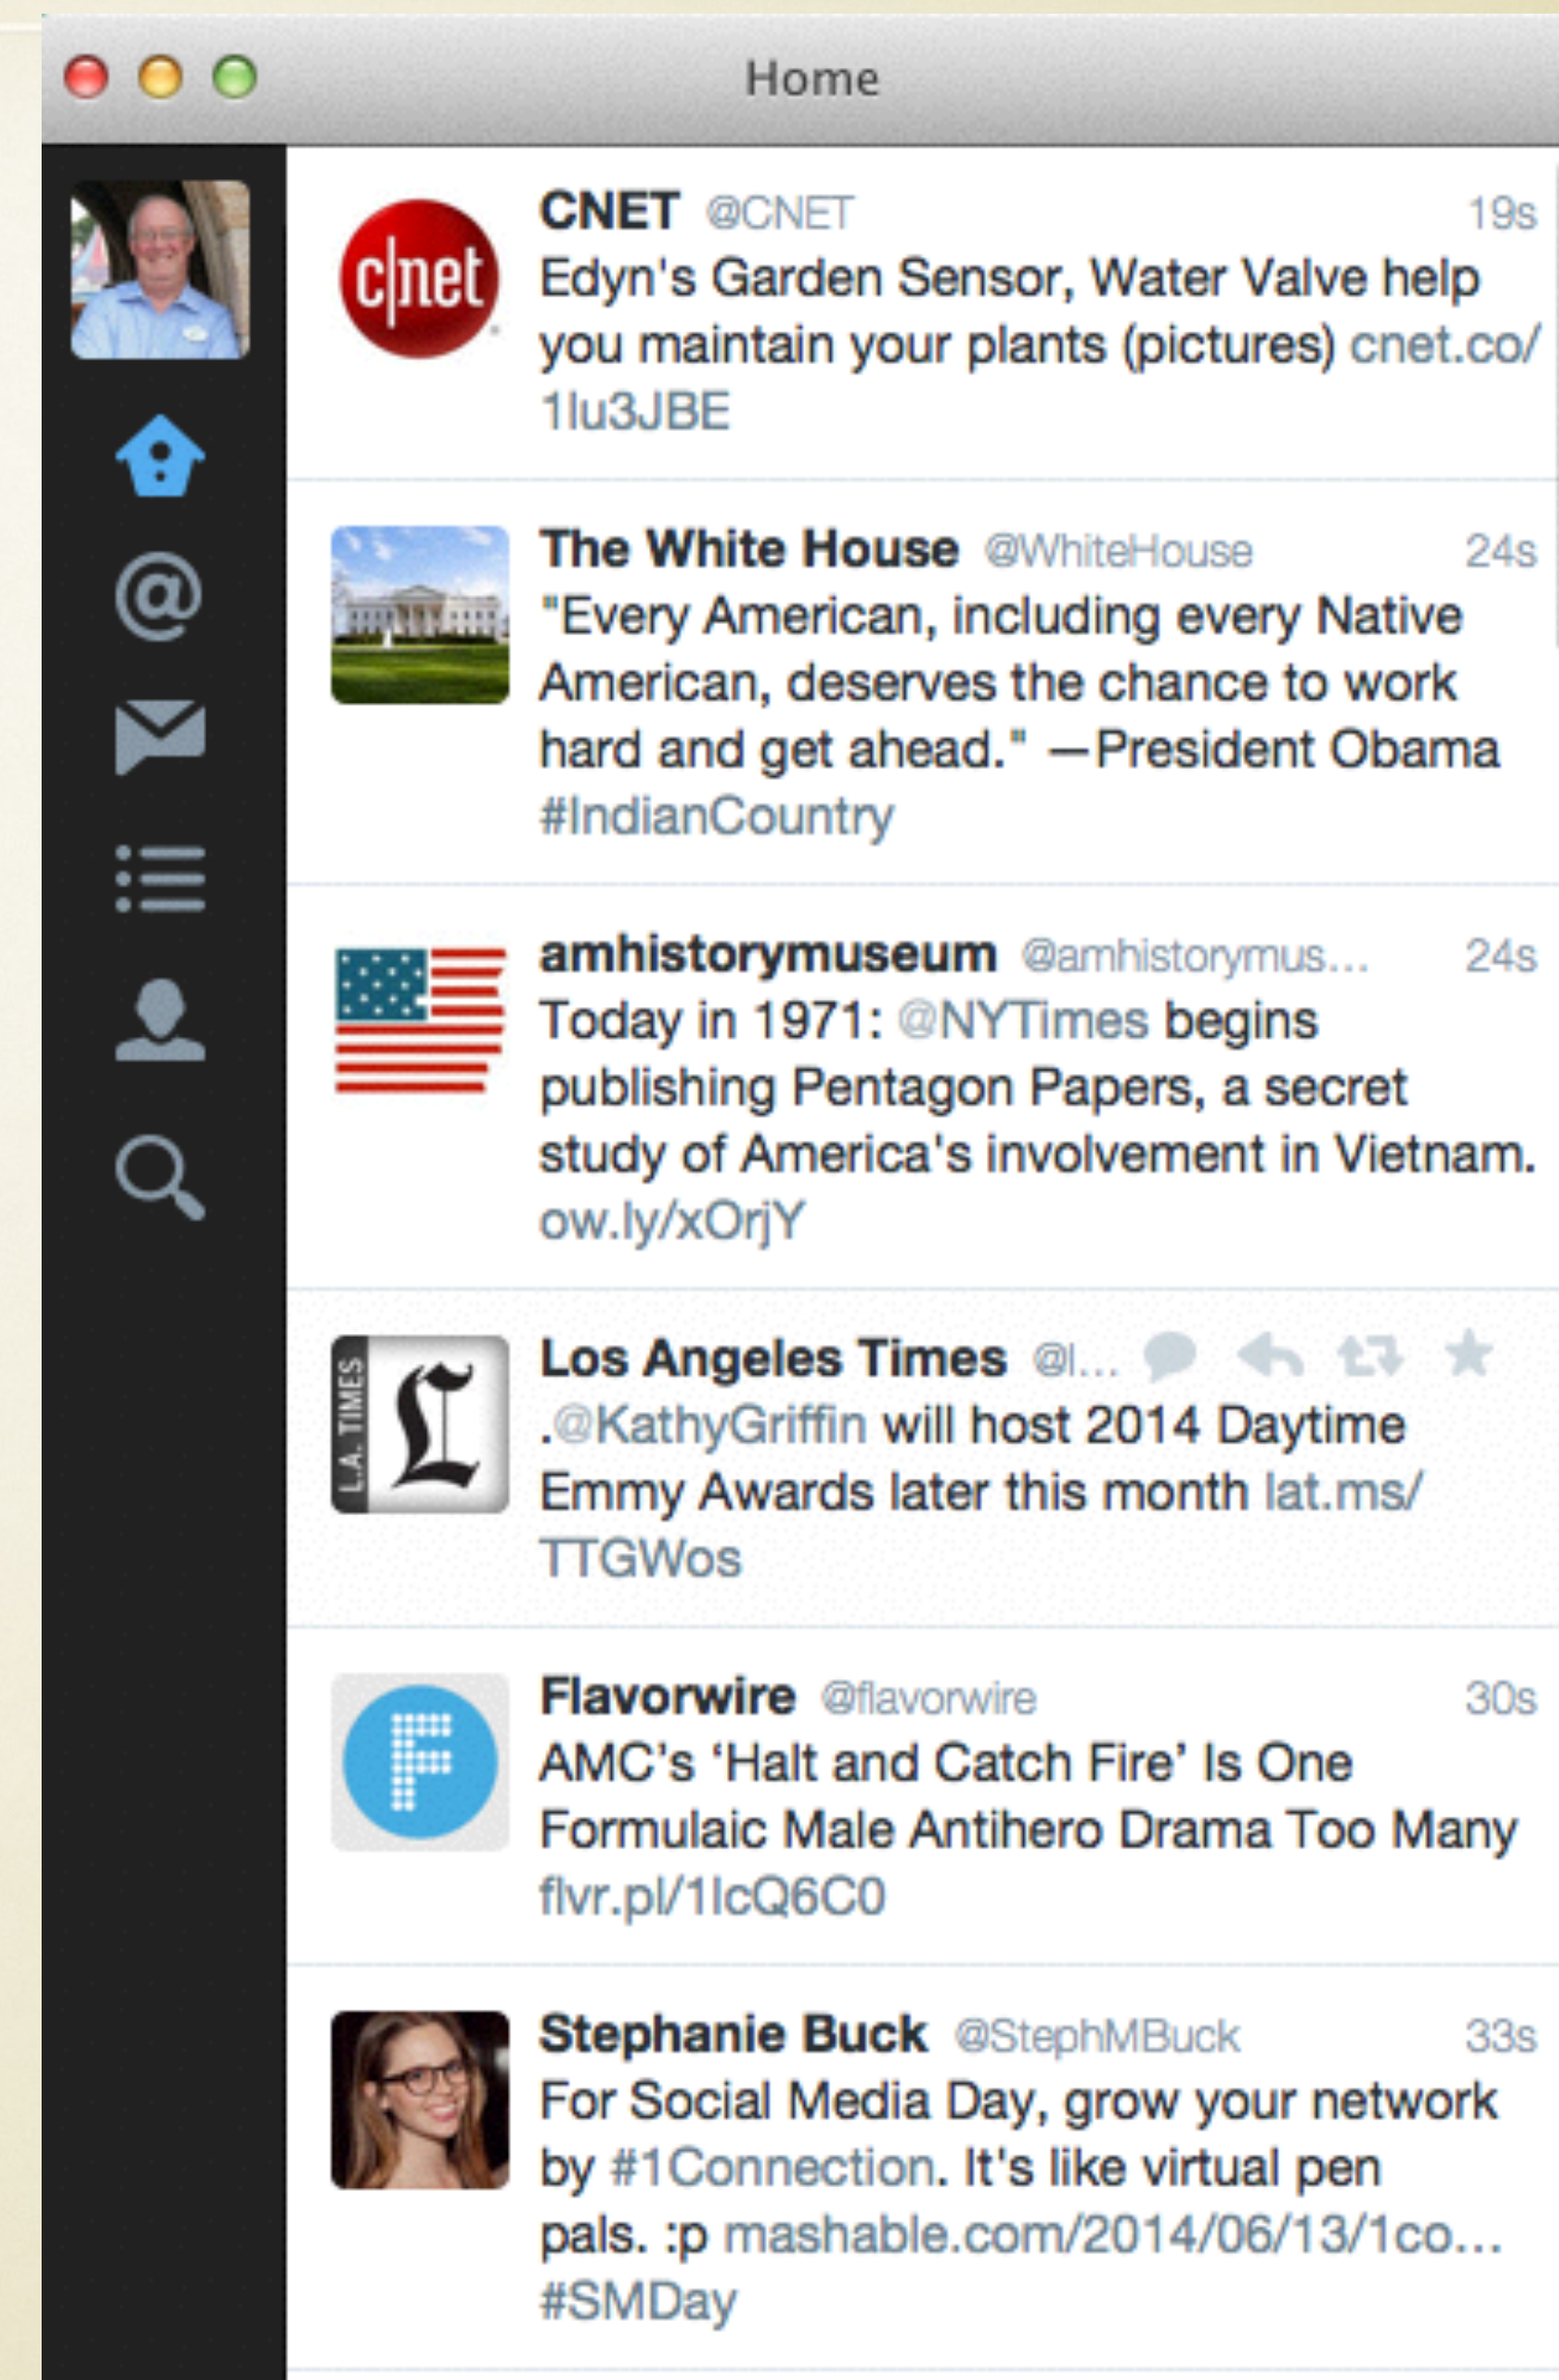 Home
CNET @CNET 19s
c|net
Edyn's Garden Sensor, Water Valve help
you maintain your plants (pictures) cnet.co/
1lu3JBE
The White House @WhiteHouse 24s
"Every American, including every Native
American, deserves the chance to work
hard and get ahead." —President Obama
#IndianCountry
amhistorymuseum @amhistorymus... 24s
Today in 1971: @NYTimes begins
publishing Pentagon Papers, a secret
study of America's involvement in Vietnam.
ow.ly/xOrjY
L.A. TIMES
L
Los Angeles Times @l...
.@KathyGriffin will host 2014 Daytime
Emmy Awards later this month lat.ms/
TTGWos
F
Flavorwire @flavorwire 30s
AMC's ‘Halt and Catch Fire’ Is One
Formulaic Male Antihero Drama Too Many
flvr.pl/1lcQ6C0
Stephanie Buck @StephMBuck 33s
For Social Media Day, grow your network
by #1Connection. It's like virtual pen
pals. :p mashable.com/2014/06/13/1co...
#SMDay